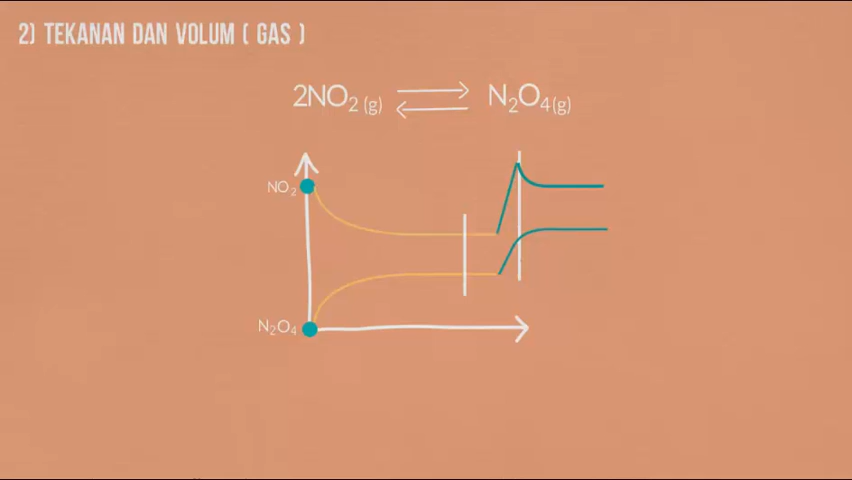 2) TEKANAN DAN VOLUM ( GAS )
2NO₂ (g) ⇌ N₂O₄(g)
NO₂
N₂O₄